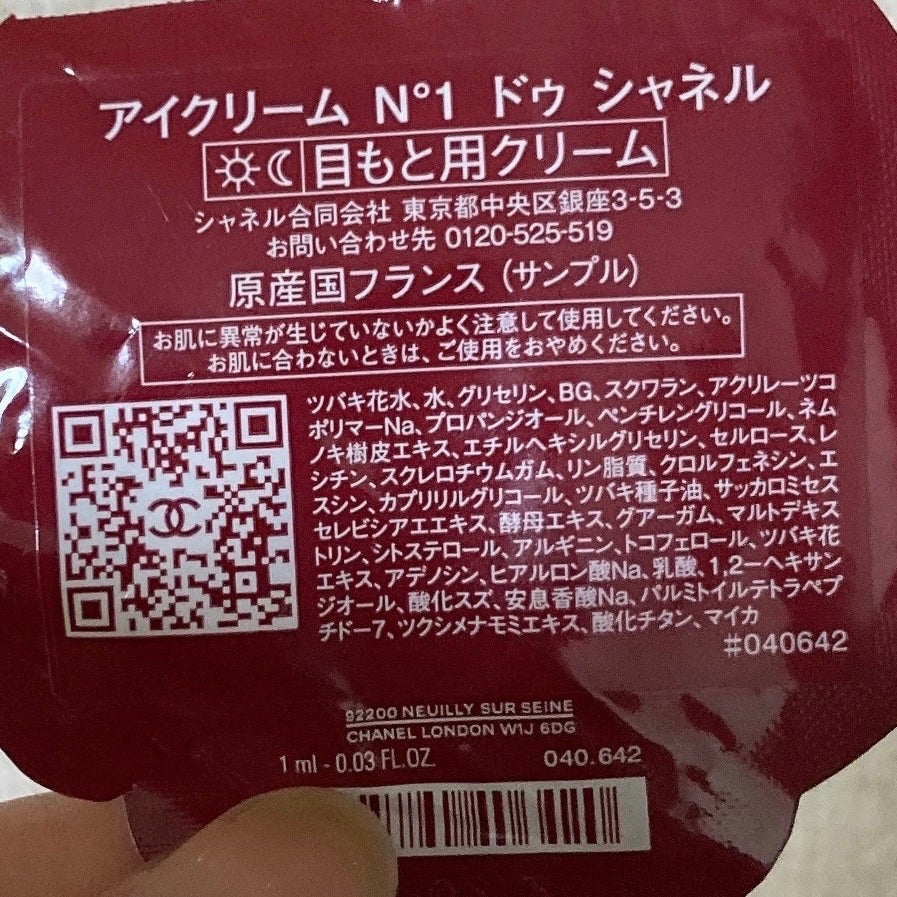 アイクリーム N°1 ドゥ シャネル
目もと用クリーム
シャネル合同会社 東京都中央区銀座3-5-3
お問い合わせ先 0120-525-519
原産国フランス (サンプル)
お肌に異常が生じていないかよく注意して使用してください。
お肌に合わないときは、ご使用をおやめください。
ツバキ花水、水、グリセリン、BG、スクワラン、アクリレーツコ
ポリマーNa、プロパンジオール、ペンチレングリコール、ネム
ノキ樹皮エキス、エチルヘキシルグリセリン、セルロース、レ
シチン、スクレロチウムガム、リン脂質、クロルフェネシン、エ
スシン、カプリリルグリコール、ツバキ種子油、サッカロミセス
セレビシアエエキス、酵母エキス、グアーガム、マルトデキス
トリン、シトステロール、アルギニン、トコフェロール、ツバキ花
エキス、アデノシン、ヒアルロン酸Na、乳酸、1,2-ヘキサン
ジオール、酸化スズ、安息香酸Na、パルミトイルテトラペプ
チドー7、ツクシメナモミエキス、酸化チタン、マイカ
#040642
92200 NEUILLY SUR SEINE
CHANEL LONDON W1J 6DG
1 ml - 0.03 FL.OZ. 040.642